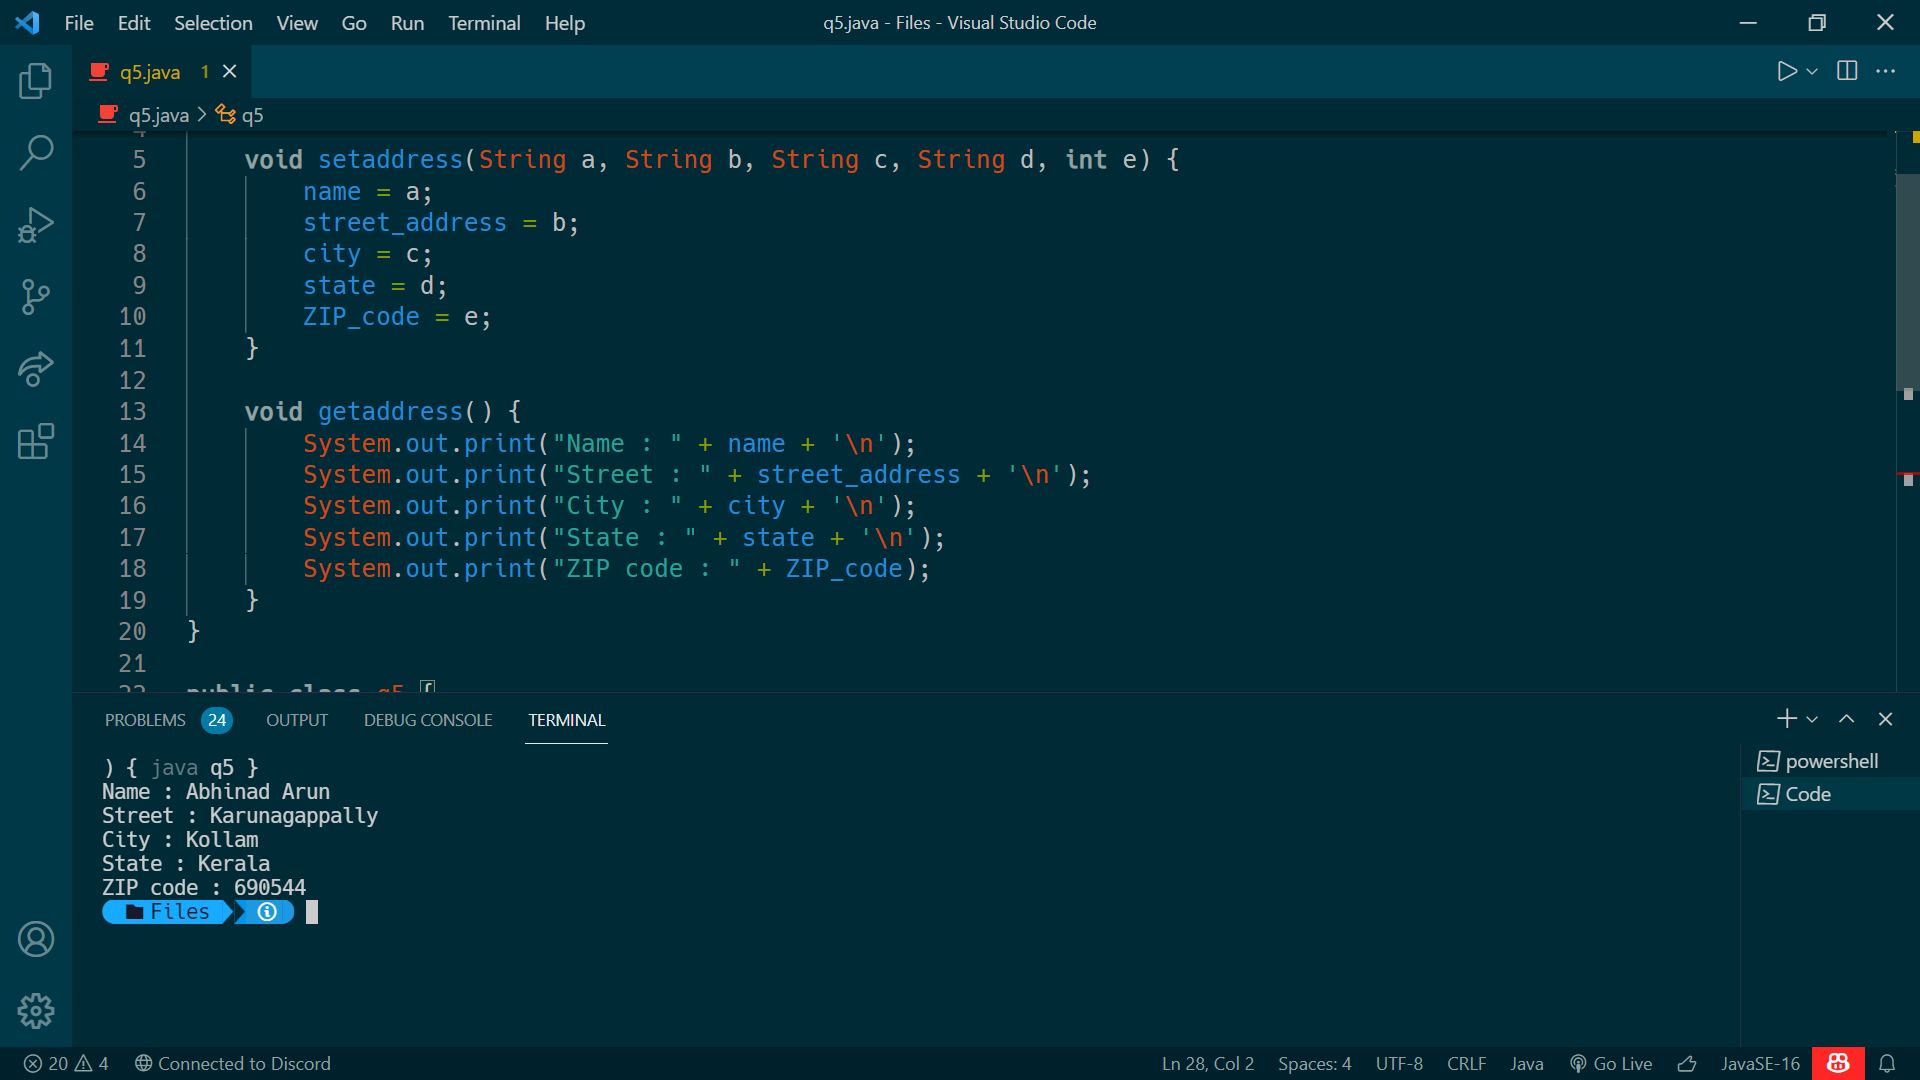 File Edit Selection View Go Run Terminal Help q5.java - Files - Visual Studio Code
q5.java 1
q5.java > q5
4
5 void setaddress(String a, String b, String c, String d, int e) {
6 name = a;
7 street_address = b;
8 city = c;
9 state = d;
10 ZIP_code = e;
11 }
12
13 void getaddress() {
14 System.out.print("Name : " + name + '\n');
15 System.out.print("Street : " + street_address + '\n');
16 System.out.print("City : " + city + '\n');
17 System.out.print("State : " + state + '\n');
18 System.out.print("ZIP code : " + ZIP_code);
19 }
20 }
21
22 public class q5 {
PROBLEMS 24 OUTPUT DEBUG CONSOLE TERMINAL
) { java q5 }
Name : Abhinad Arun
Street : Karunagappally
City : Kollam
State : Kerala
ZIP code : 690544
Files
powershell
Code
20 4 Connected to Discord Ln 28, Col 2 Spaces: 4 UTF-8 CRLF Java Go Live JavaSE-16